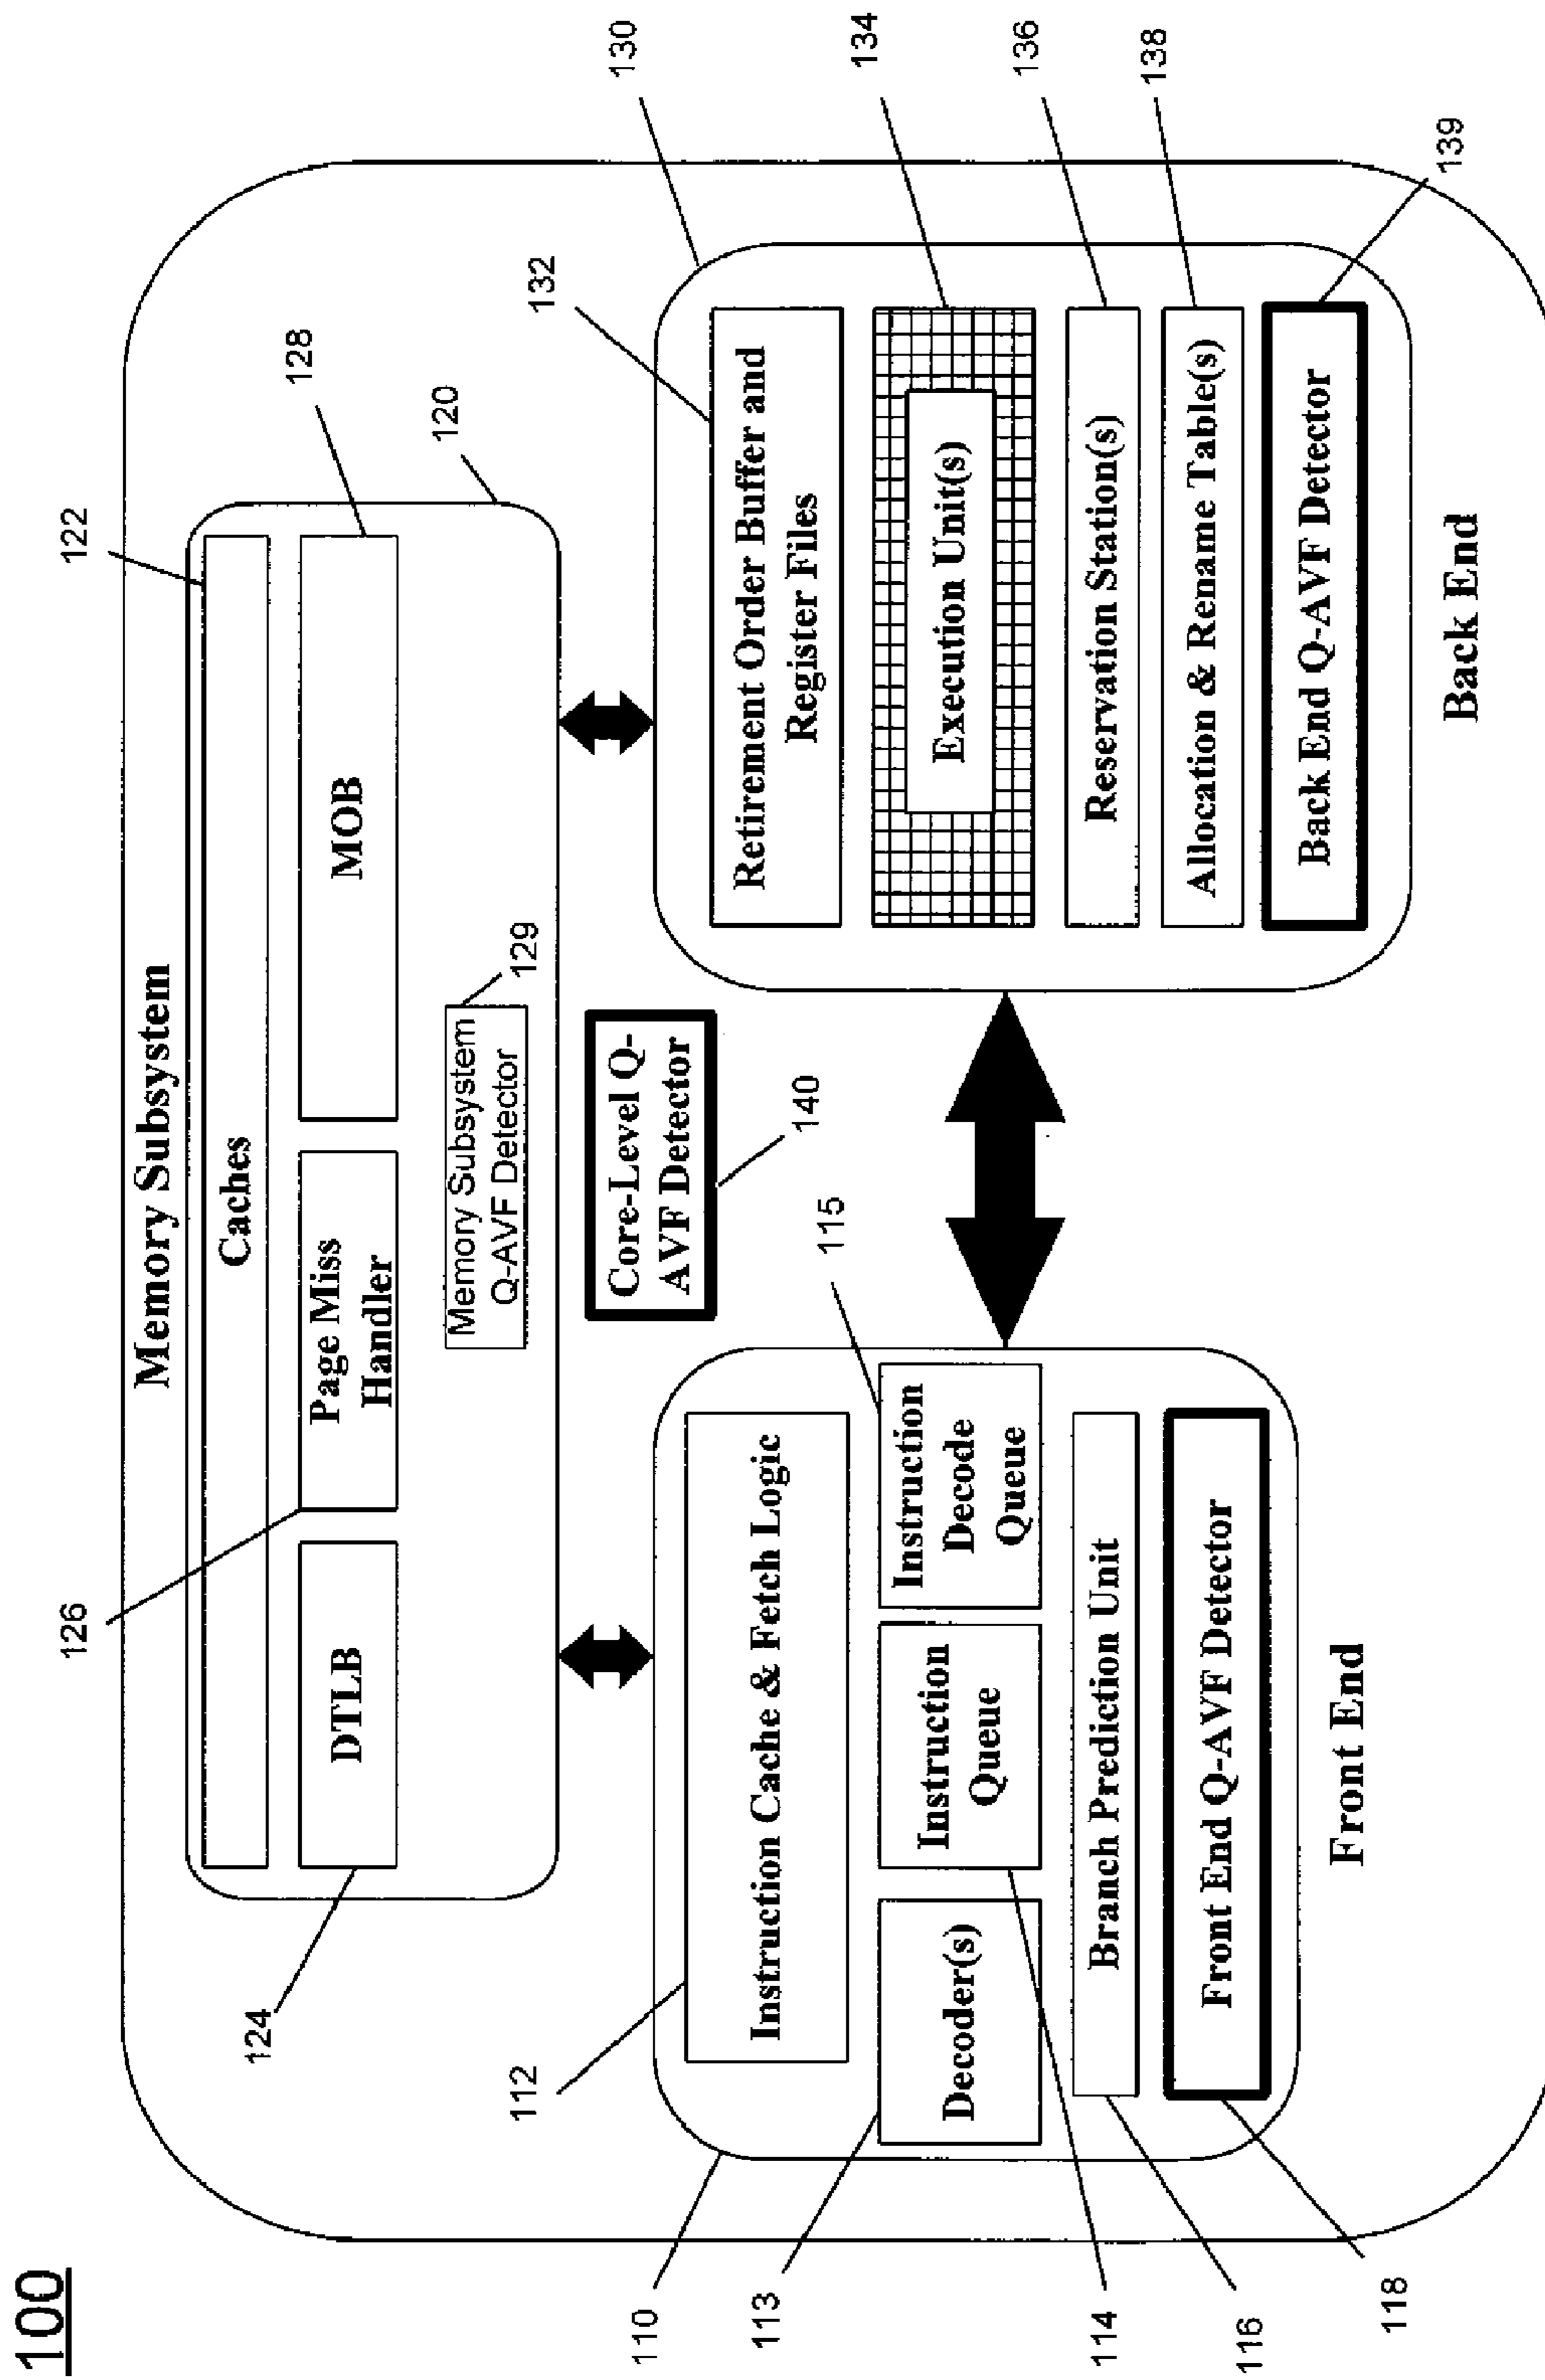 100
Memory Subsystem
122
Caches
126
DTLB
Page Miss
Handler
MOB
128
124
120
Memory Subsystem
Q-AVF Detector
129
Core-Level Q-
AVF Detector
140
112
110
Instruction Cache & Fetch Logic
115
113
Decoder(s)
Instruction
Queue
Instruction
Decode
Queue
114
Branch Prediction Unit
116
Front End Q-AVF Detector
118
Front End
132
130
Retirement Order Buffer and
Register Files
134
Execution Unit(s)
136
Reservation Station(s)
138
Allocation & Rename Table(s)
139
Back End Q-AVF Detector
Back End